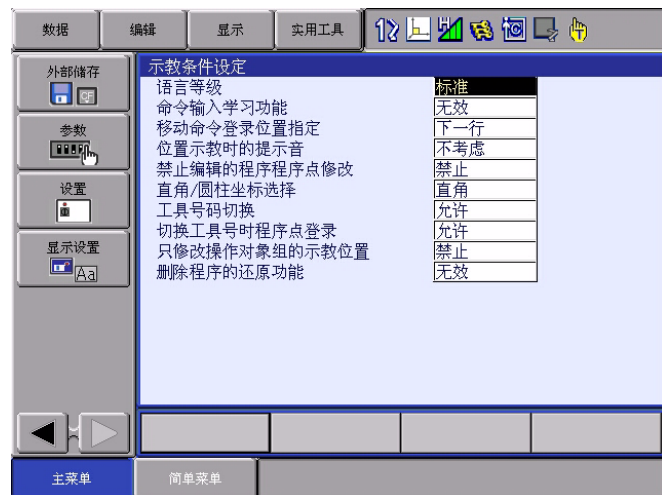 数据 编辑 显示 实用工具
外部储存
CF
参数
设置
显示设置
Aa
示教条件设定
语言等级 标准
命令输入学习功能 无效
移动命令登录位置指定 下一行
位置示教时的提示音 不考虑
禁止编辑的程序程序点修改 禁止
直角/圆柱坐标选择 直角
工具号码切换 允许
切换工具号时程序点登录 允许
只修改操作对象组的示教位置 禁止
删除程序的还原功能 无效
主菜单 简单菜单